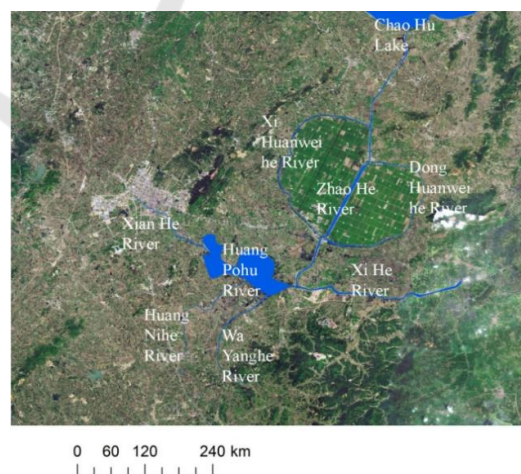 Chao Hu
Lake
Xi
Huanwei
he River
Dong
Huanwei
he River
Zhao He
River
Xian He
River
Huang
Pohu
River
Xi He
River
Huang
Nihe
River
Wa
Yanghe
River
0 60 120 240 km